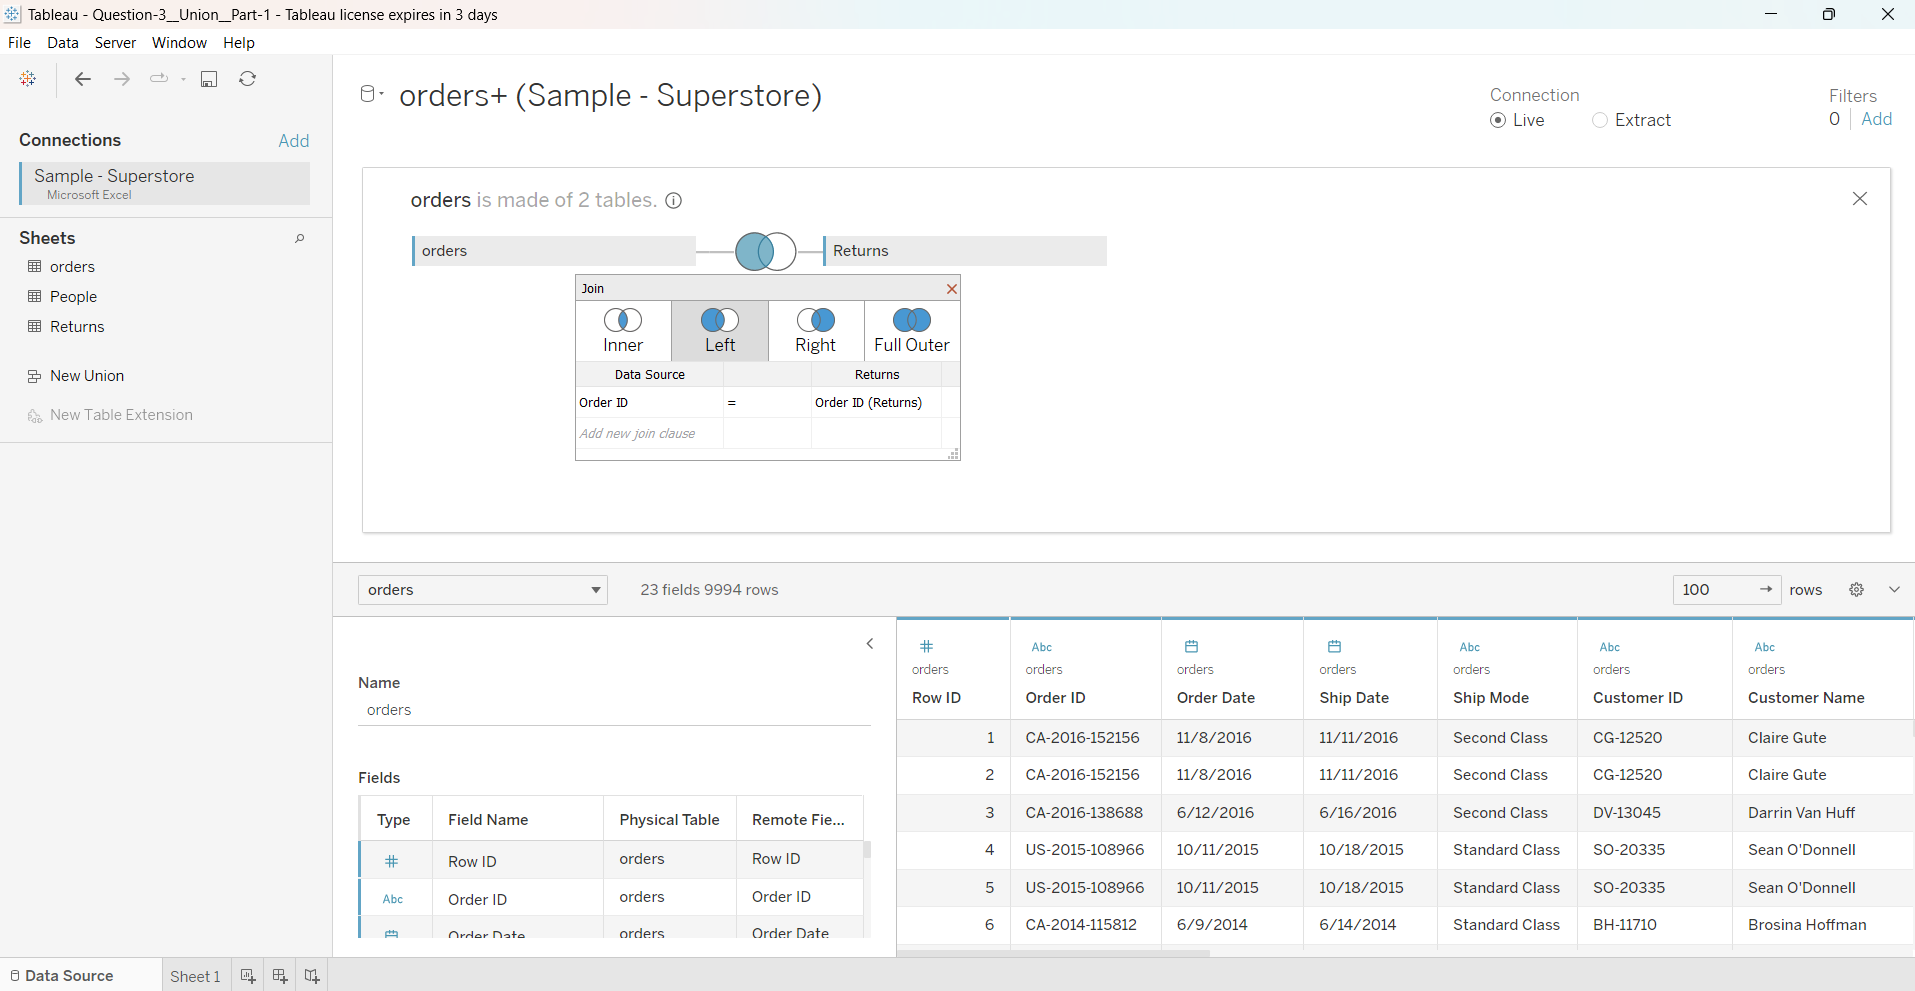 Tableau - Question-3__Union__Part-1 - Tableau license expires in 3 days
File Data Server Window Help
orders+ (Sample - Superstore)
Connection
Live Extract
Filters
0 Add
Connections Add
Sample - Superstore
Microsoft Excel
Sheets
orders
People
Returns
New Union
New Table Extension
orders is made of 2 tables.
orders Returns
Join
Inner Left Right Full Outer
Data Source Returns
Order ID = Order ID (Returns)
Add new join clause
orders 23 fields 9994 rows 100 rows
Name
orders
Fields
Type Field Name Physical Table Remote Fie...
# Row ID orders Row ID
Abc Order ID orders Order ID
Order Date orders Order Date
# Abc Abc Abc Abc
orders orders orders orders orders orders orders
Row ID Order ID Order Date Ship Date Ship Mode Customer ID Customer Name
1 CA-2016-152156 11/8/2016 11/11/2016 Second Class CG-12520 Claire Gute
2 CA-2016-152156 11/8/2016 11/11/2016 Second Class CG-12520 Claire Gute
3 CA-2016-138688 6/12/2016 6/16/2016 Second Class DV-13045 Darrin Van Huff
4 US-2015-108966 10/11/2015 10/18/2015 Standard Class SO-20335 Sean O'Donnell
5 US-2015-108966 10/11/2015 10/18/2015 Standard Class SO-20335 Sean O'Donnell
6 CA-2014-115812 6/9/2014 6/14/2014 Standard Class BH-11710 Brosina Hoffman
Data Source Sheet 1